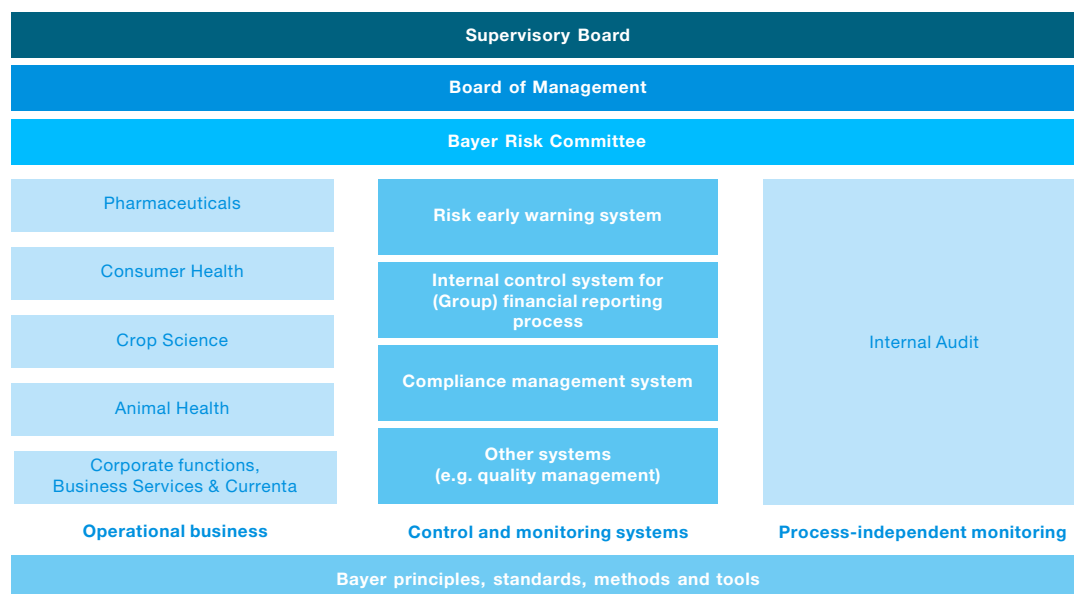 Supervisory Board
Board of Management
Bayer Risk Committee
Pharmaceuticals
Consumer Health
Crop Science
Animal Health
Corporate functions,
Business Services & Currenta
Operational business
Risk early warning system
Internal control system for
(Group) financial reporting
process
Compliance management system
Other systems
(e.g. quality management)
Control and monitoring systems
Internal Audit
Process-independent monitoring
Bayer principles, standards, methods and tools